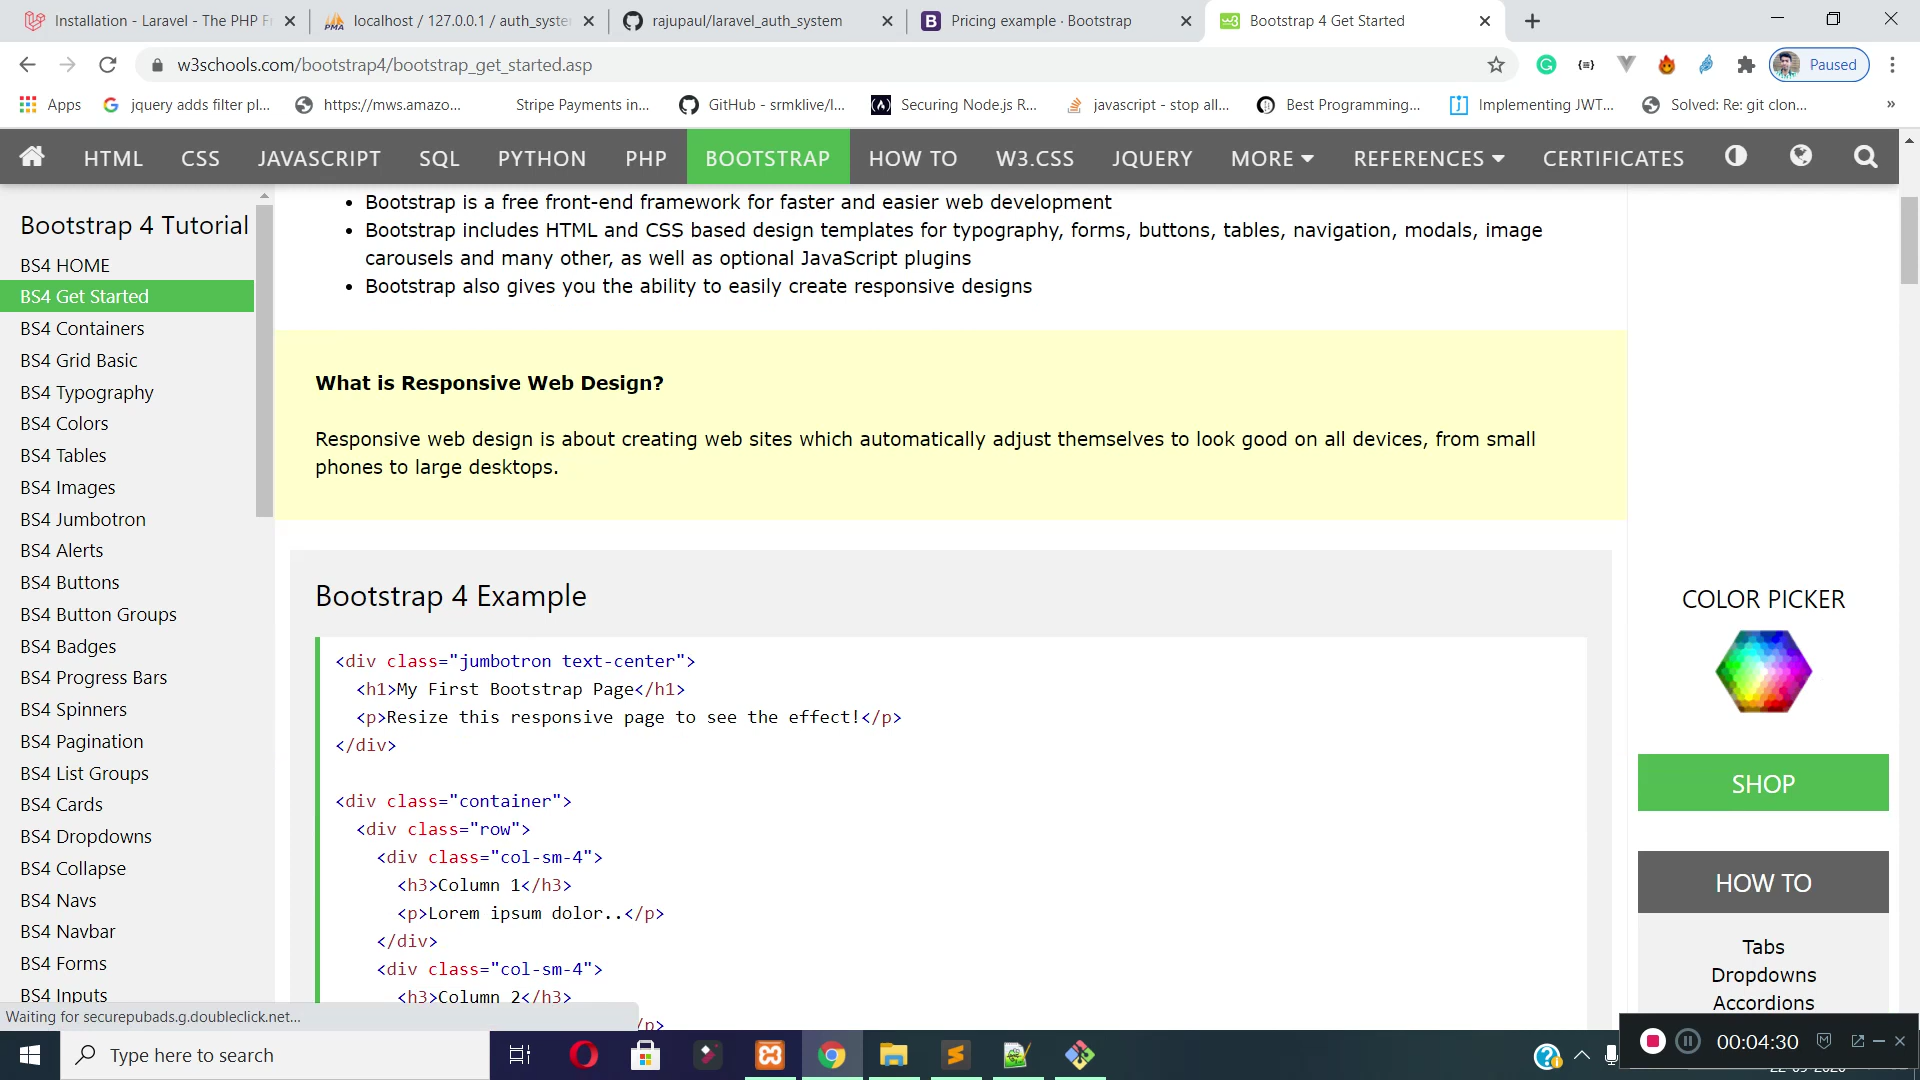 Installation - Laravel - The PHP Fr
localhost / 127.0.0.1 / auth_syste
rajupaul/laravel_auth_system
Pricing example · Bootstrap
Bootstrap 4 Get Started
w3schools.com/bootstrap4/bootstrap_get_started.asp
Paused
Apps
jquery adds filter pl...
https://mws.amazo...
Stripe Payments in...
GitHub - srmklive/l...
Securing Node.js R...
javascript - stop all...
Best Programming...
Implementing JWT...
Solved: Re: git clon...
»
HTML
CSS
JAVASCRIPT
SQL
PYTHON
PHP
BOOTSTRAP
HOW TO
W3.CSS
JQUERY
MORE
REFERENCES
CERTIFICATES
Bootstrap 4 Tutorial
BS4 HOME
BS4 Get Started
BS4 Containers
BS4 Grid Basic
BS4 Typography
BS4 Colors
BS4 Tables
BS4 Images
BS4 Jumbotron
BS4 Alerts
BS4 Buttons
BS4 Button Groups
BS4 Badges
BS4 Progress Bars
BS4 Spinners
BS4 Pagination
BS4 List Groups
BS4 Cards
BS4 Dropdowns
BS4 Collapse
BS4 Navs
BS4 Navbar
BS4 Forms
BS4 Inputs
• Bootstrap is a free front-end framework for faster and easier web development
• Bootstrap includes HTML and CSS based design templates for typography, forms, buttons, tables, navigation, modals, image
carousels and many other, as well as optional JavaScript plugins
• Bootstrap also gives you the ability to easily create responsive designs
What is Responsive Web Design?
Responsive web design is about creating web sites which automatically adjust themselves to look good on all devices, from small
phones to large desktops.
Bootstrap 4 Example
<div class="jumbotron text-center">
<h1>My First Bootstrap Page</h1>
<p>Resize this responsive page to see the effect!</p>
</div>
<div class="container">
<div class="row">
<div class="col-sm-4">
<h3>Column 1</h3>
<p>Lorem ipsum dolor..</p>
</div>
<div class="col-sm-4">
<h3>Column 2</h3>
/p>
COLOR PICKER
SHOP
HOW TO
Tabs
Dropdowns
Accordions
Waiting for securepubads.g.doubleclick.net...
Type here to search
00:04:30